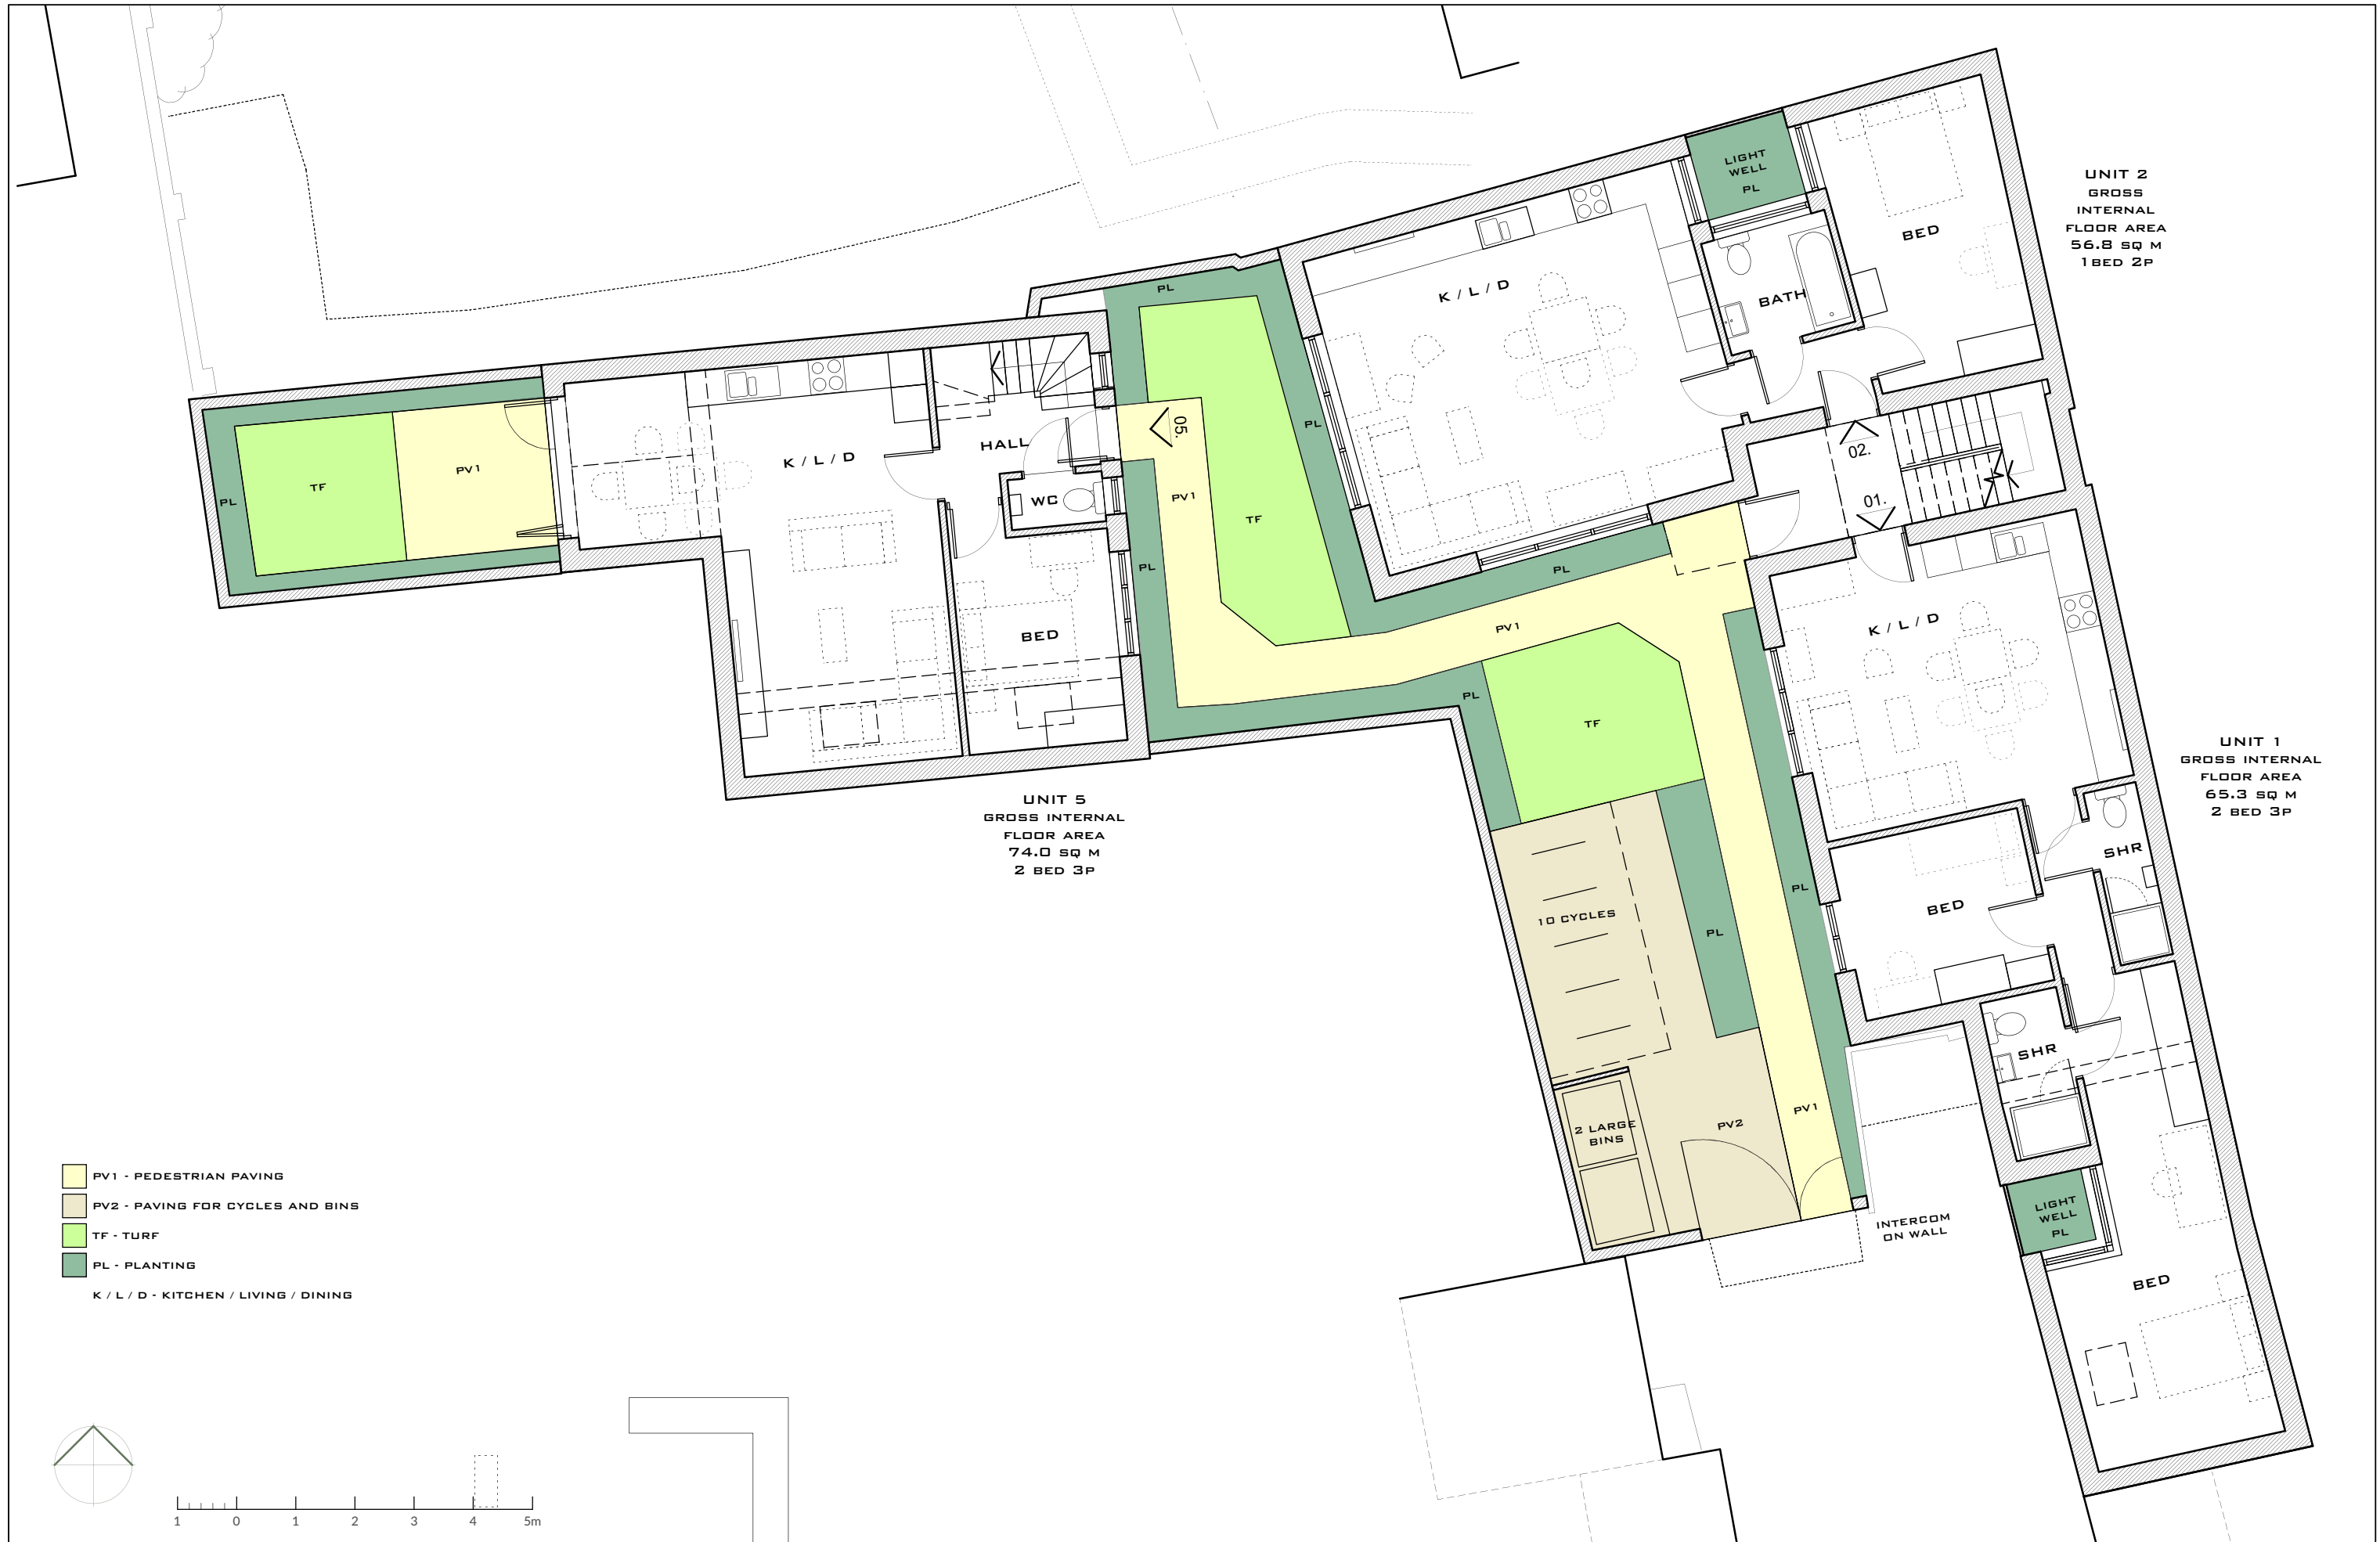 UNIT 2
GROSS
INTERNAL
FLOOR AREA
56.8 SQ M
1BED 2P
LIGHT
WELL
PL
BED
BATH
K / L / D
PL
PL
TF
PV1
PL
05.
02.
01.
PL
PV1
PL
TF
HALL
WC
K / L / D
BED
TF
PV1
PL
UNIT 5
GROSS INTERNAL
FLOOR AREA
74.0 SQ M
2 BED 3P
K / L / D
UNIT 1
GROSS INTERNAL
FLOOR AREA
65.3 SQ M
2 BED 3P
SHR
BED
PL
PL
10 CYCLES
SHR
2 LARGE
BINS
PV2
PV1
INTERCOM
ON WALL
LIGHT
WELL
PL
BED
PV1 - PEDESTRIAN PAVING
PV2 - PAVING FOR CYCLES AND BINS
TF - TURF
PL - PLANTING
K / L / D - KITCHEN / LIVING / DINING
1 0 1 2 3 4 5m